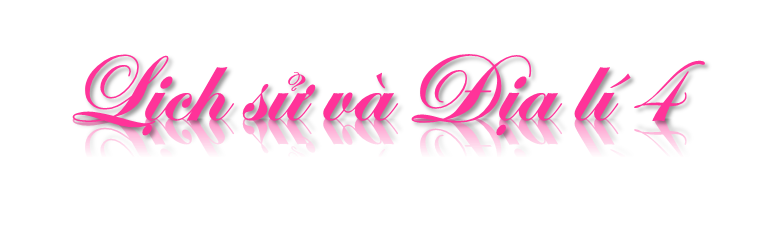 Lịch sử và Địa lí 4